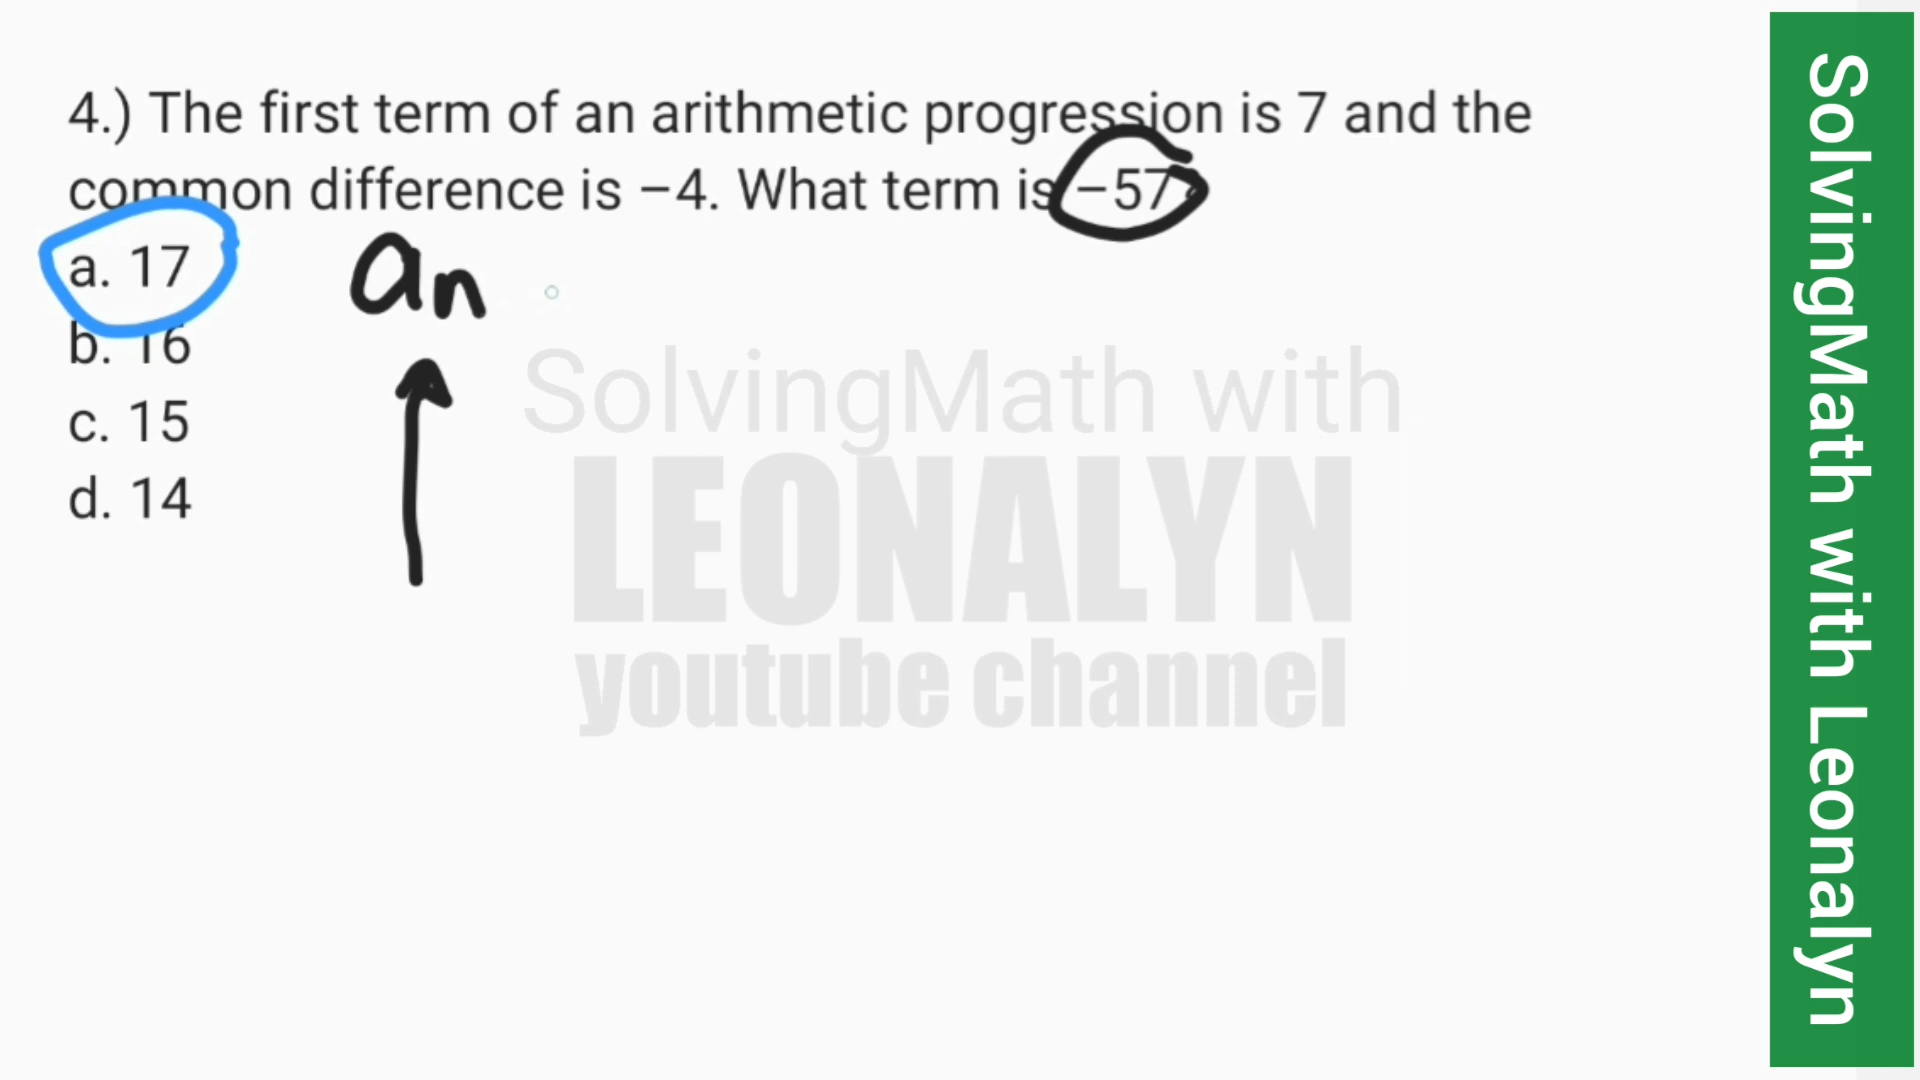 4.) The first term of an arithmetic progression is 7 and the
common difference is –4. What term is –57?
a. 17
b. 16
c. 15
d. 14
an
SolvingMath with
LEONALYN
youtube channel
SolvingMath with Leonalyn